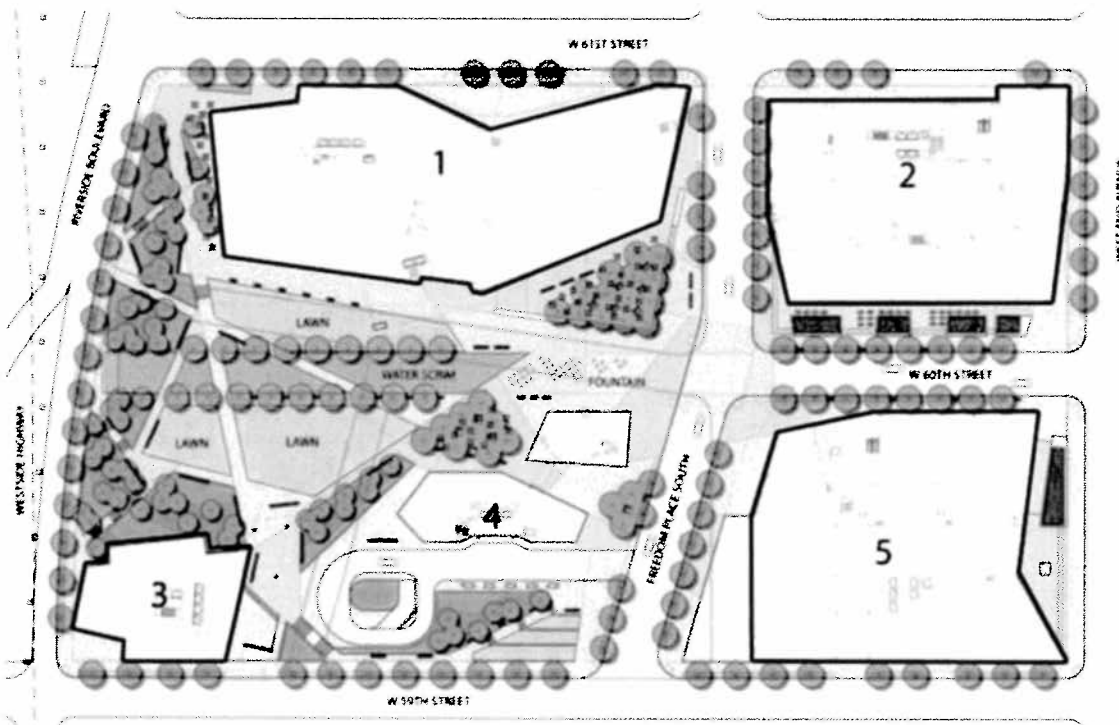 W 61ST STREET
RIVERSIDE BOULEVARD
1
2
LAWN
WATER SCRIM
FOUNTAIN
W 60TH STREET
LAWN
LAWN
WESTSIDE HIGHWAY
FREEDOM PLACE SOUTH
4
5
3
W 59TH STREET